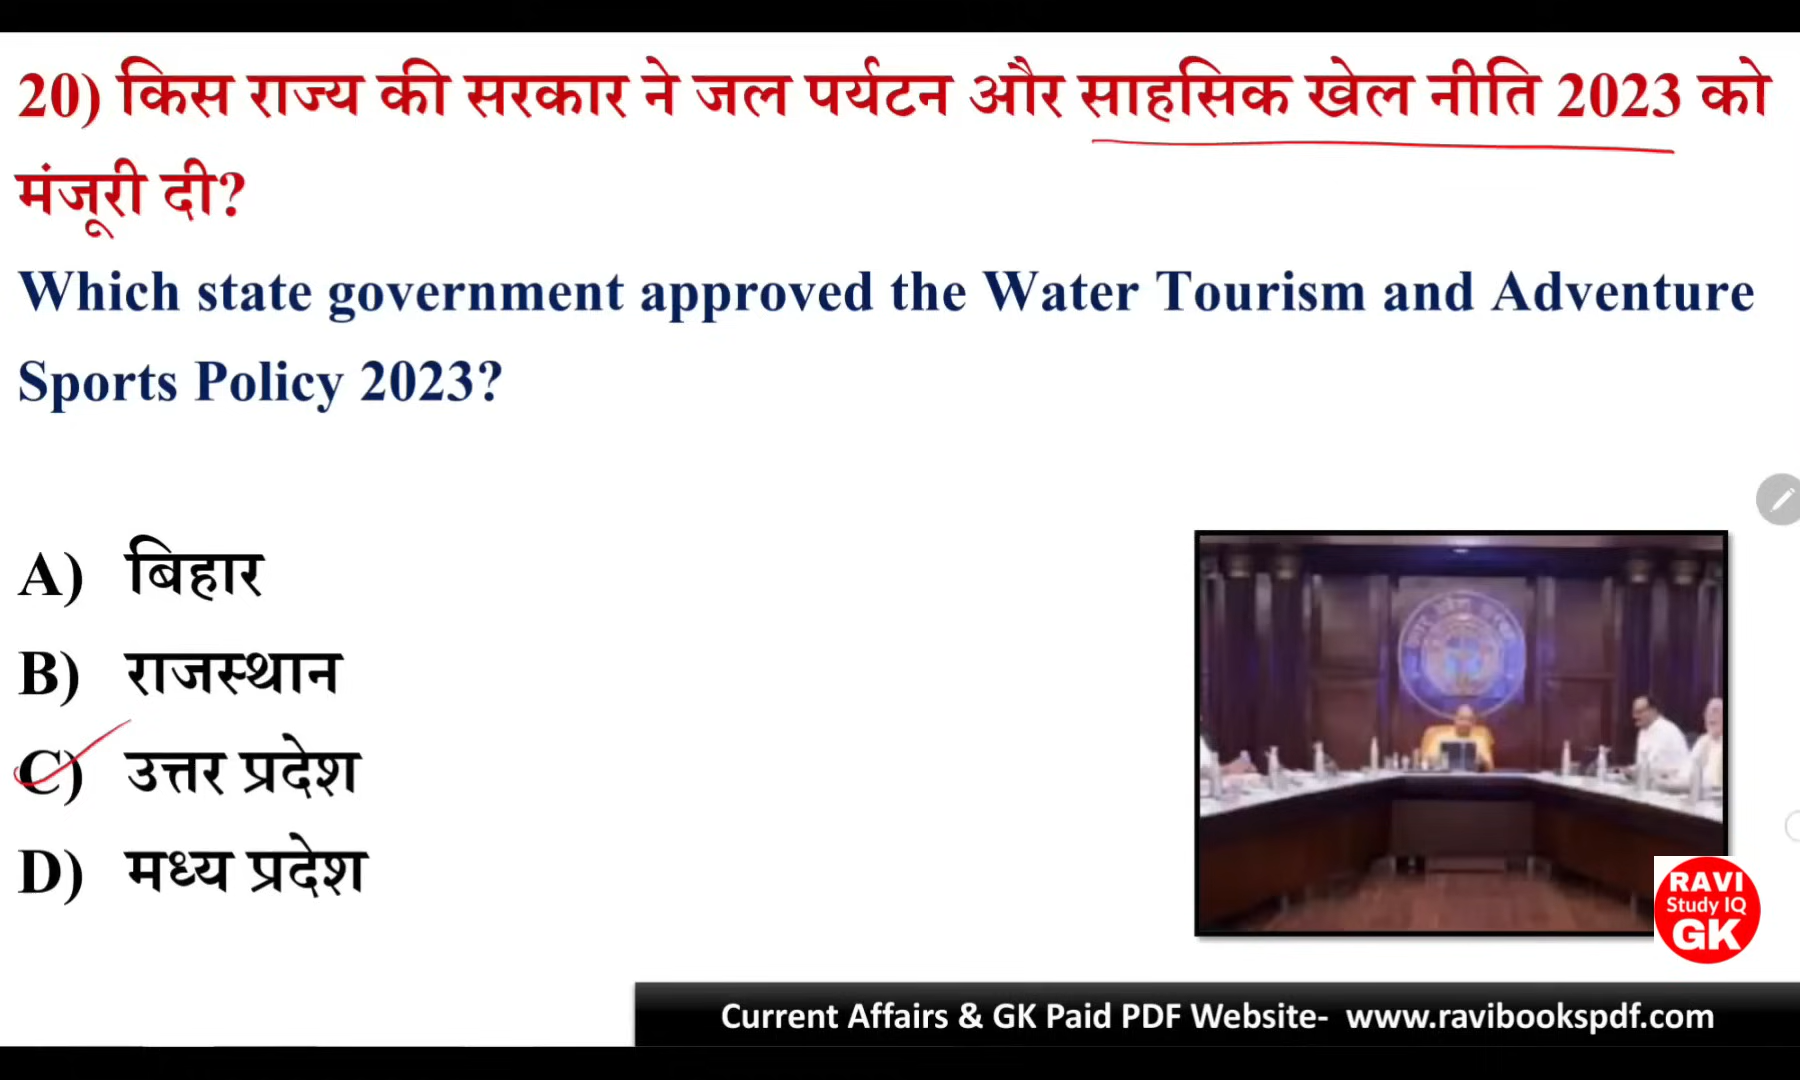 20) किस राज्य की सरकार ने जल पर्यटन और साहसिक खेल नीति 2023 को
मंजूरी दी?
Which state government approved the Water Tourism and Adventure
Sports Policy 2023?
A) बिहार
B) राजस्थान
C) उत्तर प्रदेश
D) मध्य प्रदेश
RAVI
Study IQ
GK
Current Affairs & GK Paid PDF Website- www.ravibookspdf.com